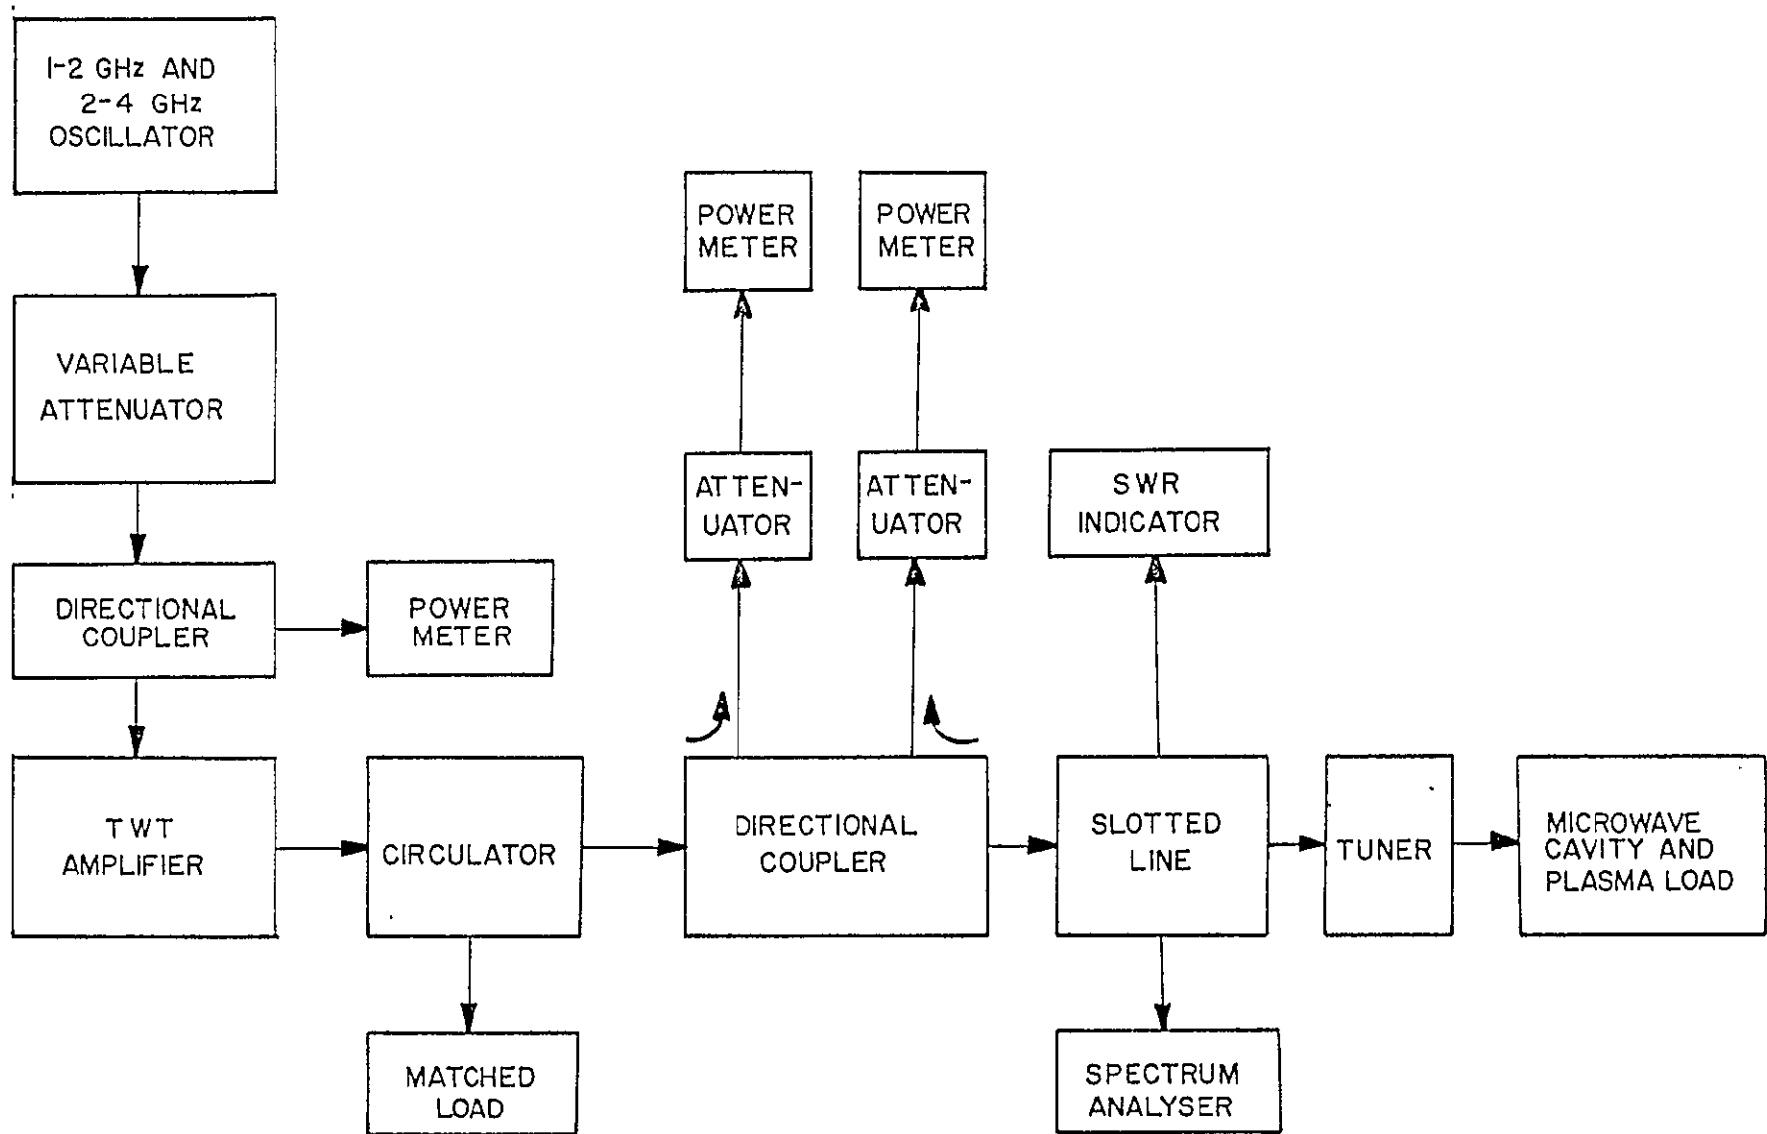 1-2 GHz AND
2-4 GHz
OSCILLATOR
VARIABLE
ATTENUATOR
DIRECTIONAL
COUPLER
POWER
METER
TWT
AMPLIFIER
CIRCULATOR
MATCHED
LOAD
POWER
METER
POWER
METER
ATTEN-
UATOR
ATTEN-
UATOR
DIRECTIONAL
COUPLER
SWR
INDICATOR
SLOTTED
LINE
SPECTRUM
ANALYSER
TUNER
MICROWAVE
CAVITY AND
PLASMA LOAD